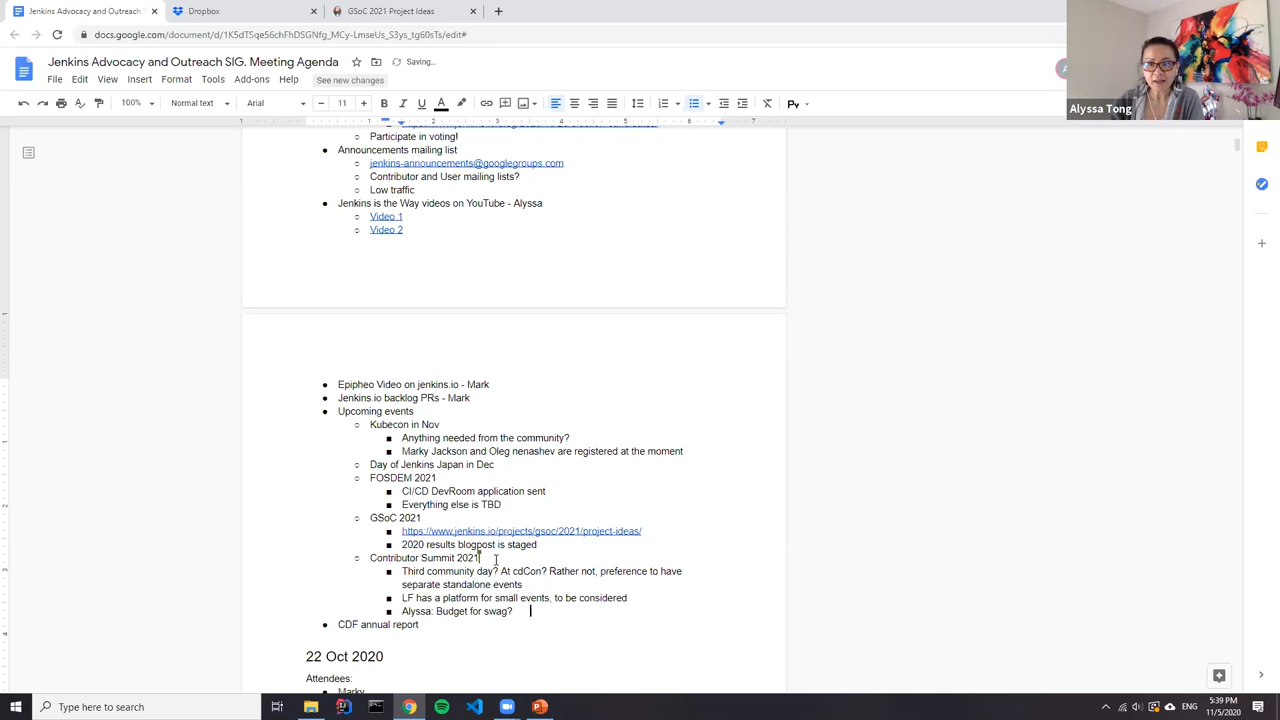 Jenkins Advocacy and Outreach
Dropbox
GSoC 2021 Project Ideas
docs.google.com/document/d/1K5dTSqe56chFhDSGNfg_MCy-LmseUs_S3ys_tg60sTs/edit#
Jenkins Advocacy and Outreach SIG. Meeting Agenda
Saving...
File Edit View Insert Format Tools Add-ons Help See new changes
100% Normal text Arial 11
Alyssa Tong
1 1 2 3 4 5 6 7
Participate in voting!
Announcements mailing list
jenkins-announcements@googlegroups.com
Contributor and User mailing lists?
Low traffic
Jenkins is the Way videos on YouTube - Alyssa
Video 1
Video 2
Epipheo Video on jenkins.io - Mark
Jenkins.io backlog PRs - Mark
Upcoming events
Kubecon in Nov
Anything needed from the community?
Marky Jackson and Oleg nenashev are registered at the moment
Day of Jenkins Japan in Dec
FOSDEM 2021
CI/CD DevRoom application sent
Everything else is TBD
GSoC 2021
https://www.jenkins.io/projects/gsoc/2021/project-ideas/
2020 results blogpost is staged
Contributor Summit 2021
Third community day? At cdCon? Rather not, preference to have
separate standalone events
LF has a platform for small events, to be considered
Alyssa: Budget for swag?
CDF annual report
22 Oct 2020
Attendees:
Marky
Type here to search
ENG
5:39 PM
11/5/2020